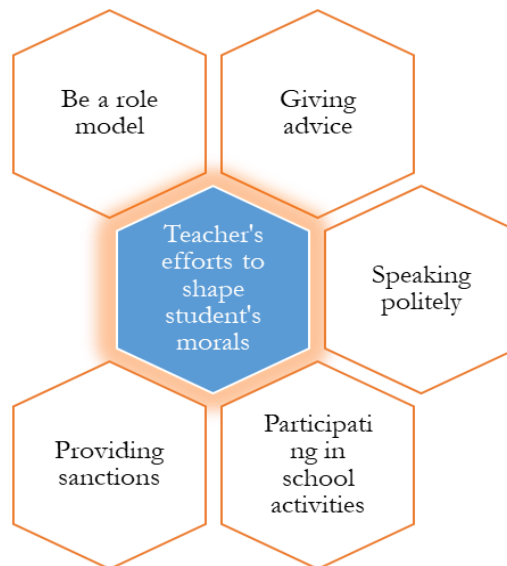 Be a role
model
Giving
advice
Teacher's
efforts to
shape
student's
morals
Speaking
politely
Providing
sanctions
Participati
ng in
school
activities